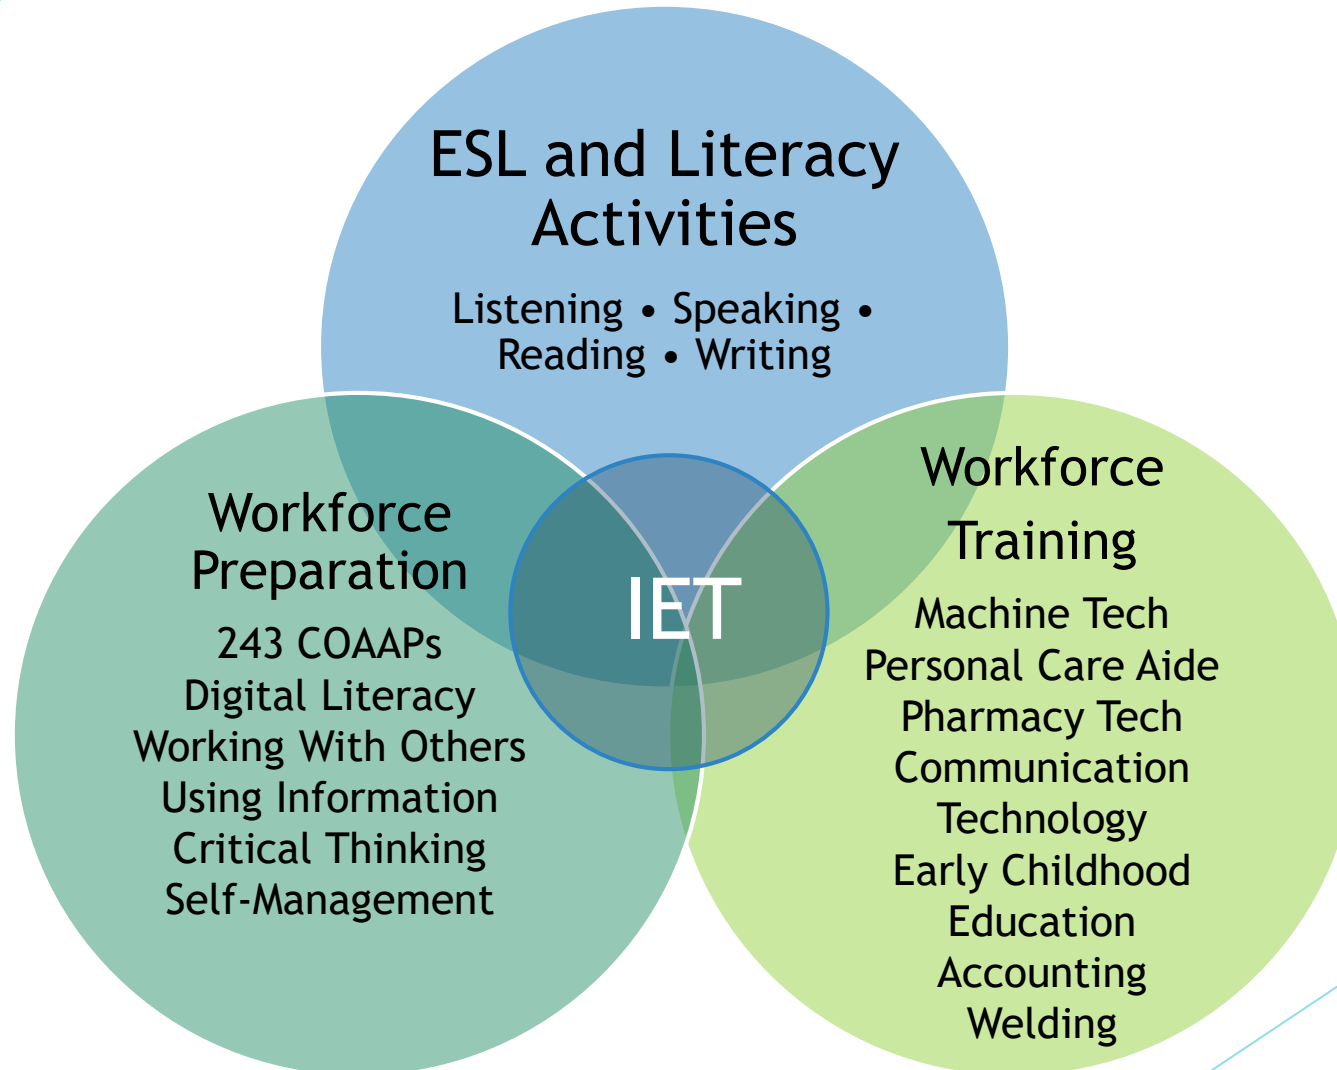 ESL and Literacy
Activities
Listening • Speaking •
Reading • Writing
Workforce
Preparation
243 COAAPs
Digital Literacy
Working With Others
Using Information
Critical Thinking
Self-Management
IET
Workforce
Training
Machine Tech
Personal Care Aide
Pharmacy Tech
Communication
Technology
Early Childhood
Education
Accounting
Welding